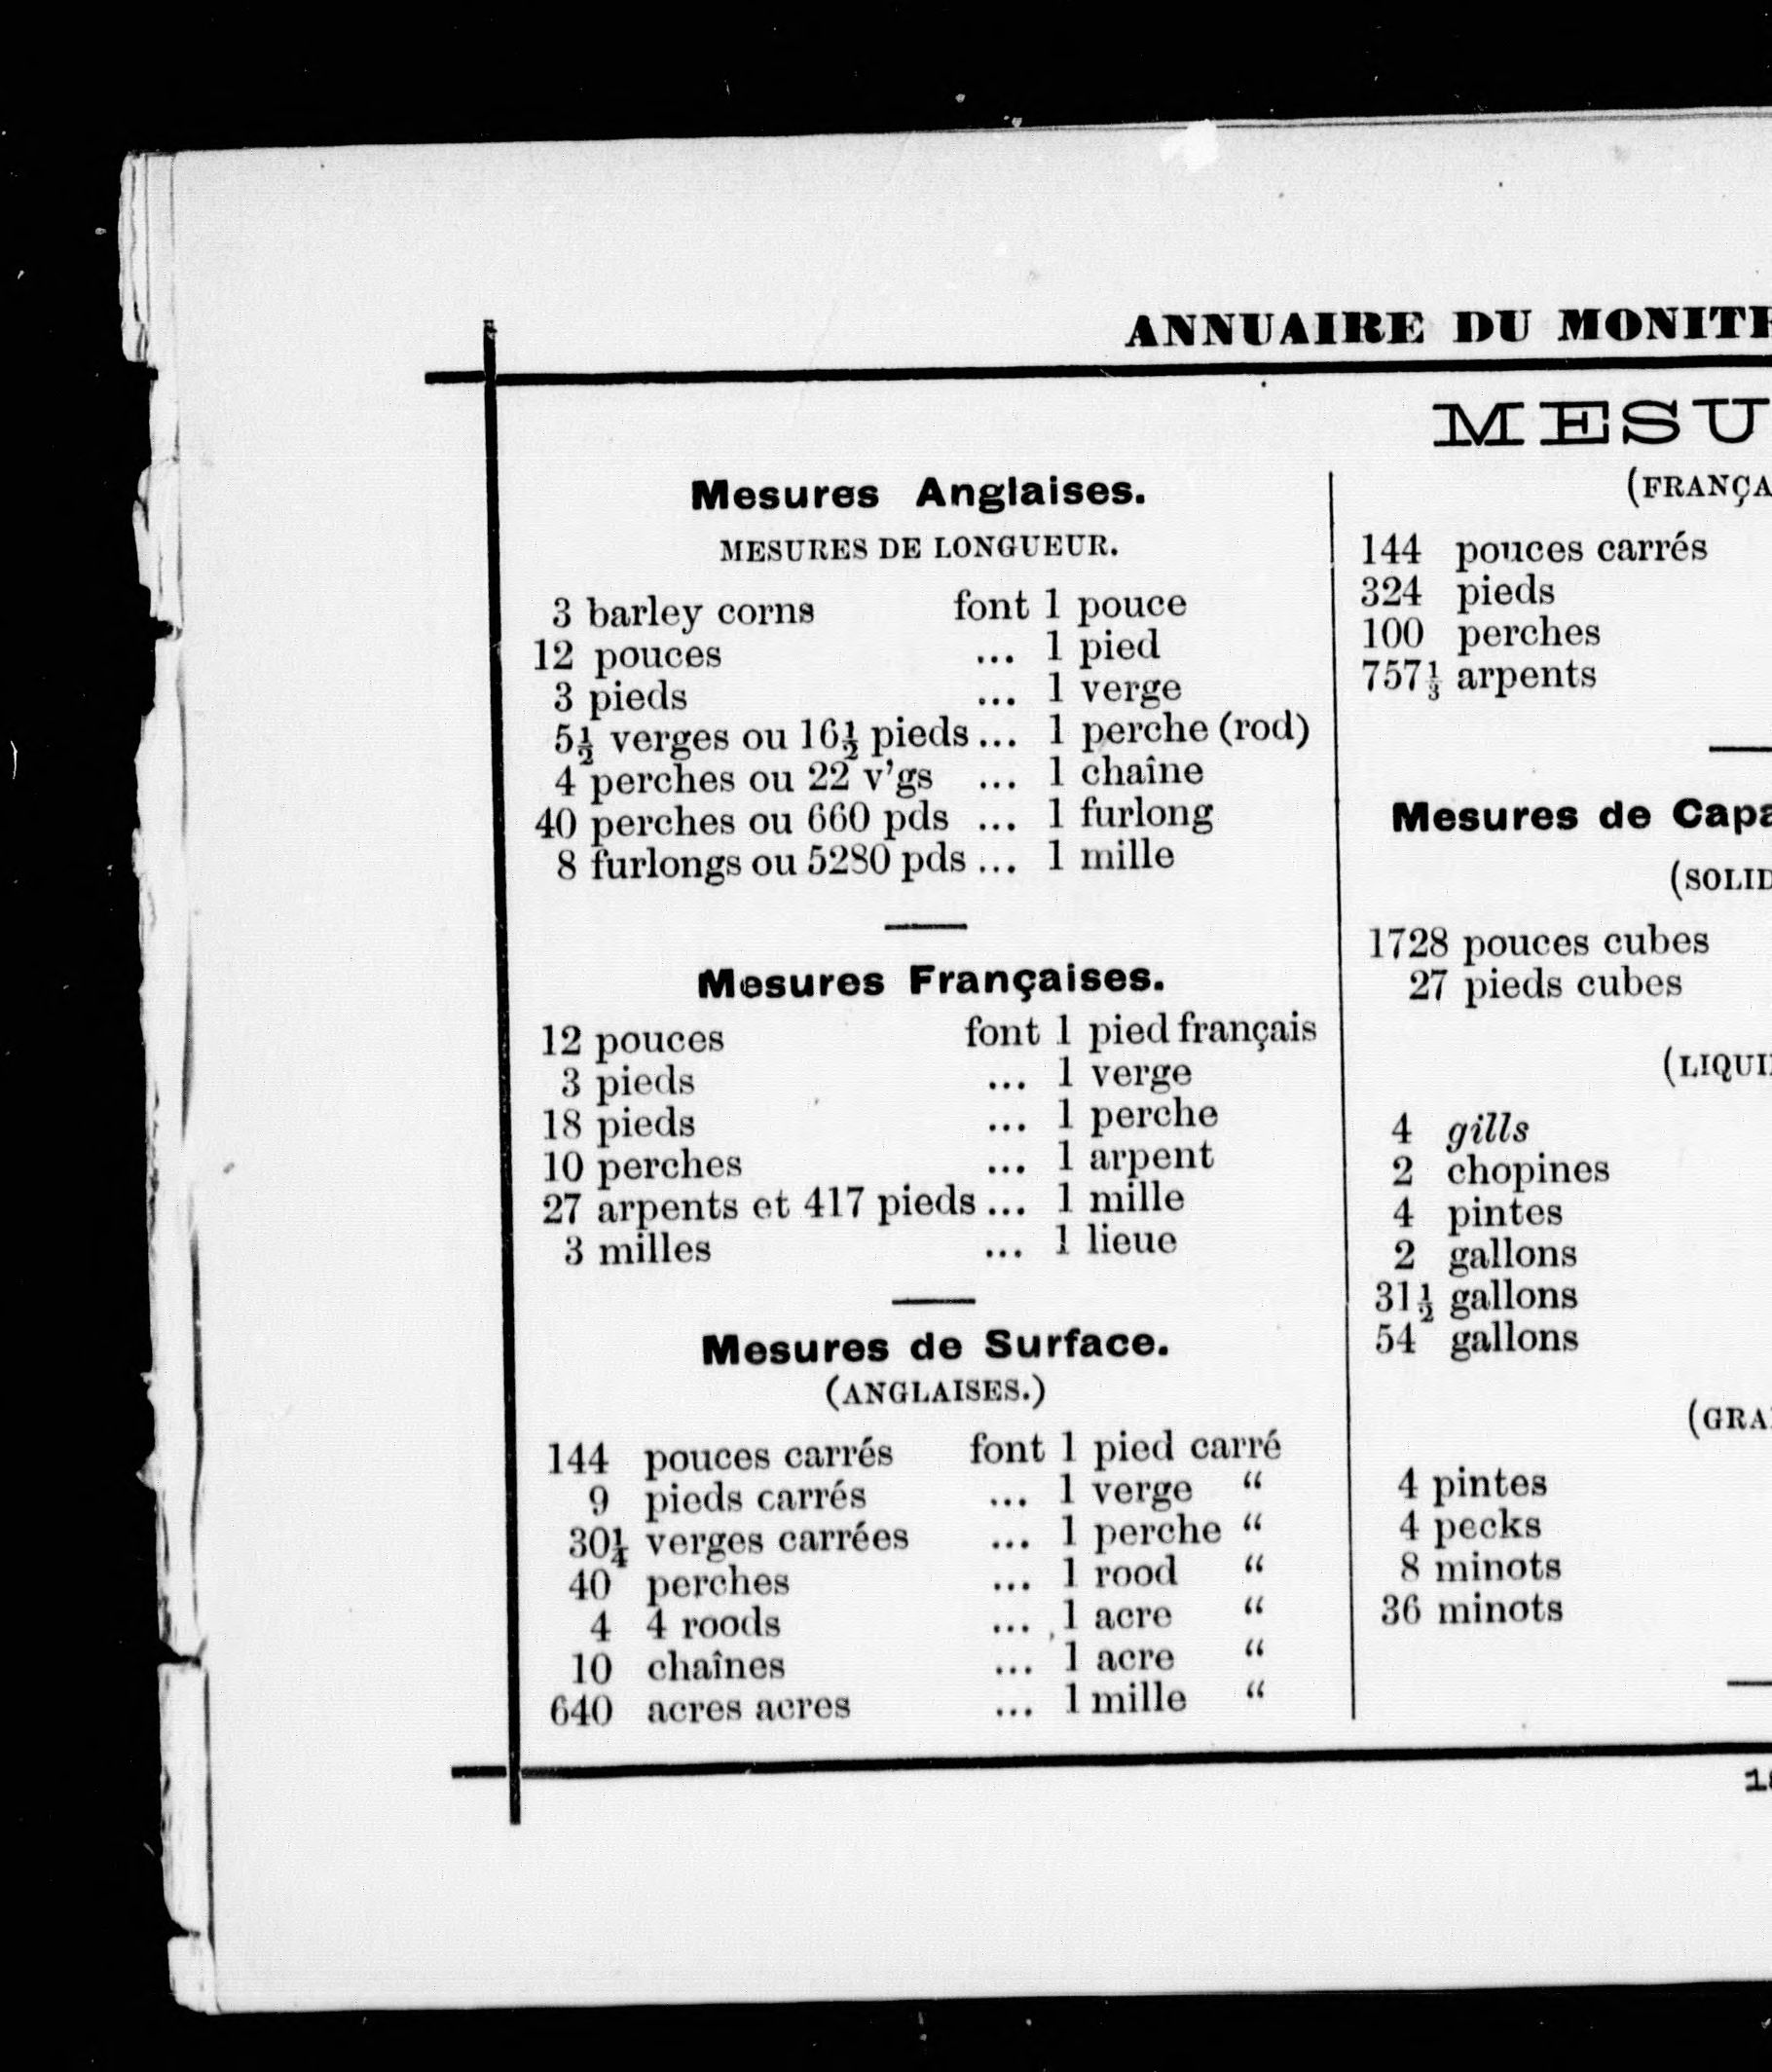 ANNUAIRE DU
Mesures Anglaises.
MESURES DE LONGUEUR.
3 barley corns font 1 pouce
12 pouces ... 1 pied
3 pieds ... 1 verge
5½ verges ou 16½ pieds ... 1 perche (rod)
4 perches ou 22 v'gs ... 1 chaîne
40 perches ou 660 pds ... 1 furlong
8 furlongs ou 5280 pds ... 1 mille
Mesures Françaises.
12 pouces font 1 pied français
3 pieds ... 1 verge
18 pieds ... 1 perche
10 perches ... 1 arpent
27 arpents et 417 pieds ... 1 mille
3 milles ... 1 lieue
Mesures de Surface.
(ANGLAISES.)
144 pouces carrés font 1 pied carré
9 pieds carrés ... 1 verge “
30¼ verges carrées ... 1 perche “
40 perches ... 1 rood “
4 4 roods ... 1 acre “
10 chaînes ... 1 acre “
640 acres acres ... 1 mille “
144 pouces carrés
324 pieds
100 perches
757⅓ arpents
Mesures de
1728 pouces cubes
27 pieds cubes
4 gills
2 chopines
4 pintes
2 gallons
31½ gallons
54 gallons
4 pintes
4 pecks
8 minots
36 minots